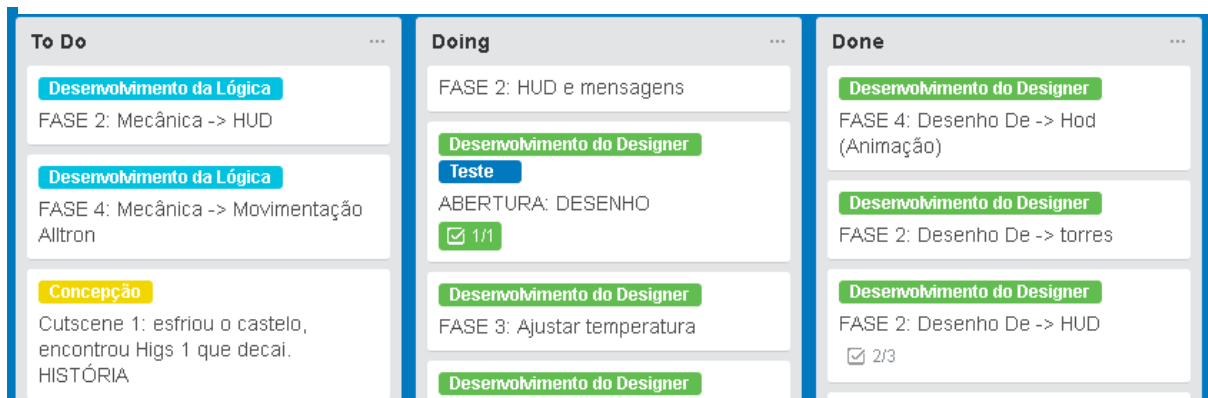 To Do
Desenvolvimento da Lógica
FASE 2: Mecânica -> HUD
Desenvolvimento da Lógica
FASE 4: Mecânica -> Movimentação
Alltron
Concepção
Cutscene 1: esfriou o castelo,
encontrou Higs 1 que decai.
HISTÓRIA
Doing
FASE 2: HUD e mensagens
Desenvolvimento do Designer
Teste
ABERTURA: DESENHO
1/1
Desenvolvimento do Designer
FASE 3: Ajustar temperatura
Desenvolvimento do Designer
Done
Desenvolvimento do Designer
FASE 4: Desenho De -> Hod
(Animação)
Desenvolvimento do Designer
FASE 2: Desenho De -> torres
Desenvolvimento do Designer
FASE 2: Desenho De -> HUD
2/3